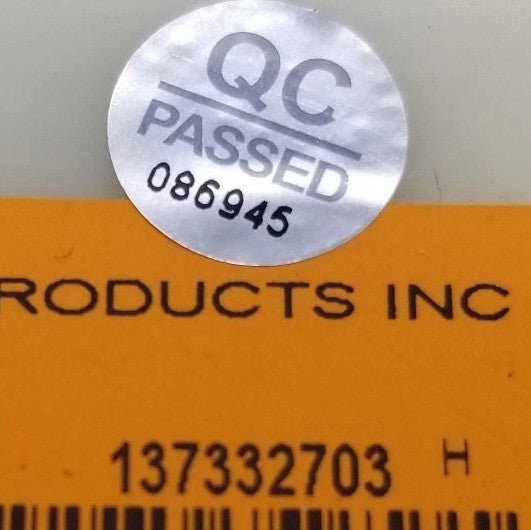 QC
PASSED
086945
RODUCTS INC
137332703 H